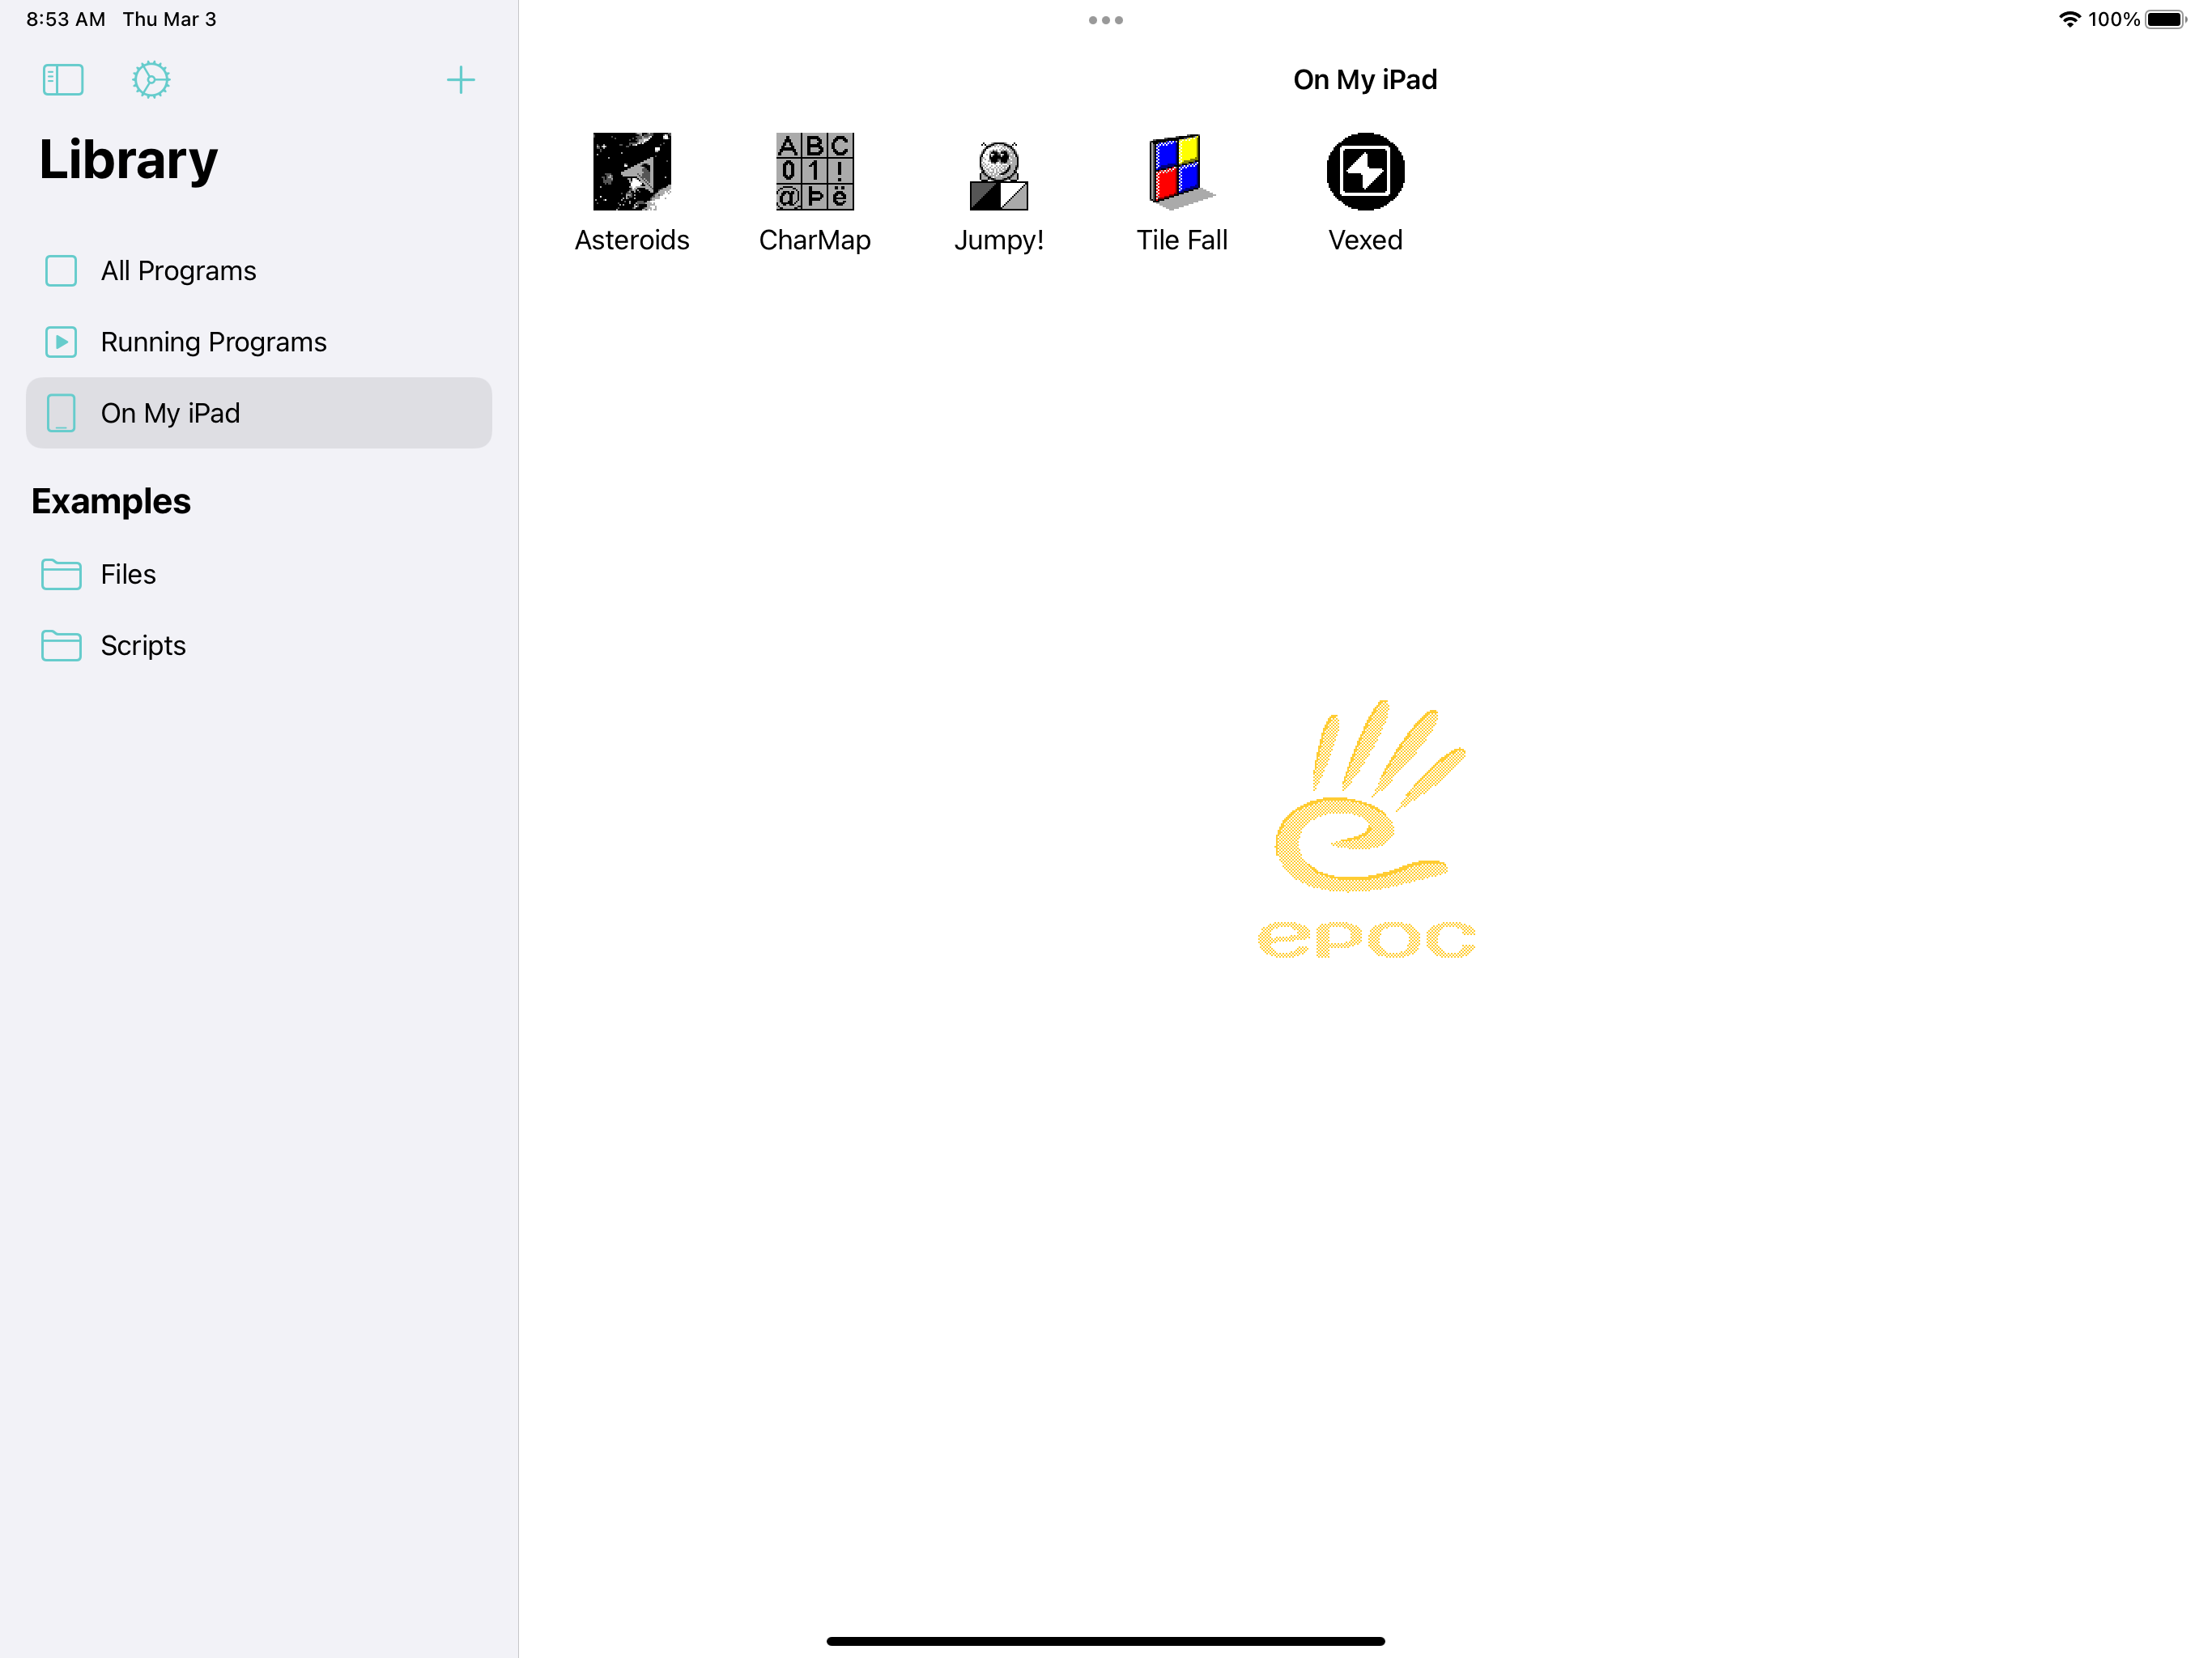 8:53 AM Thu Mar 3
100%
Library
All Programs
Running Programs
On My iPad
Examples
Files
Scripts
On My iPad
A B C
0 1 !
@ Þ ë
Asteroids
CharMap
Jumpy!
Tile Fall
Vexed
epoc